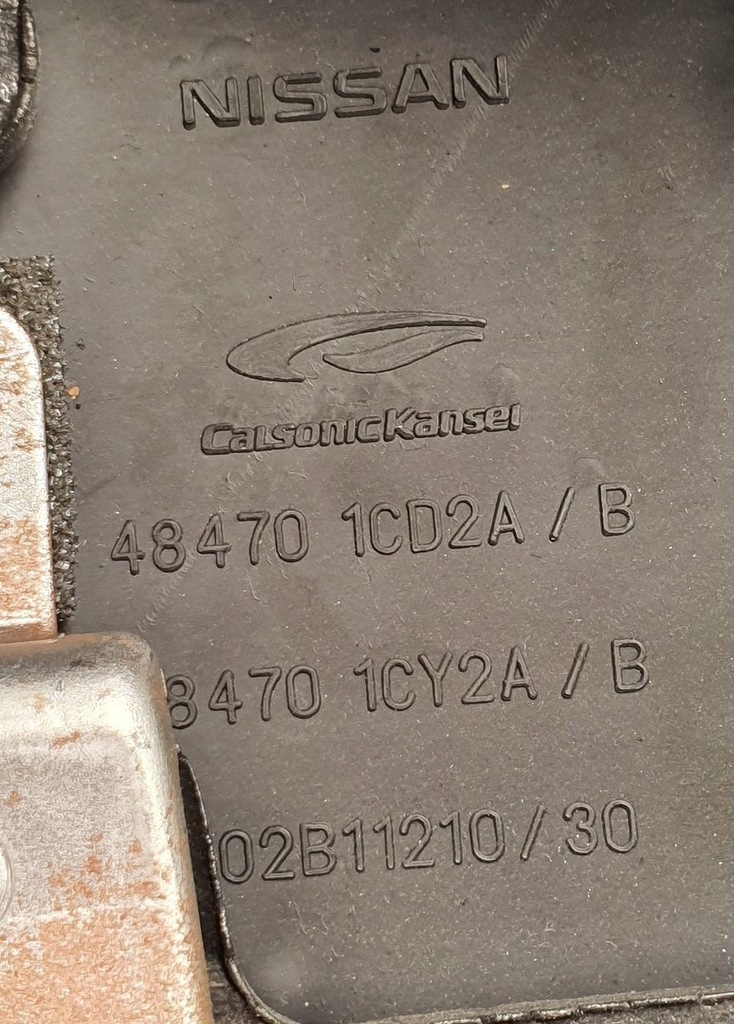 NISSAN
CalsonicKansei
48470 1CD2A / B
8470 1CY2A / B
02B11210 / 30